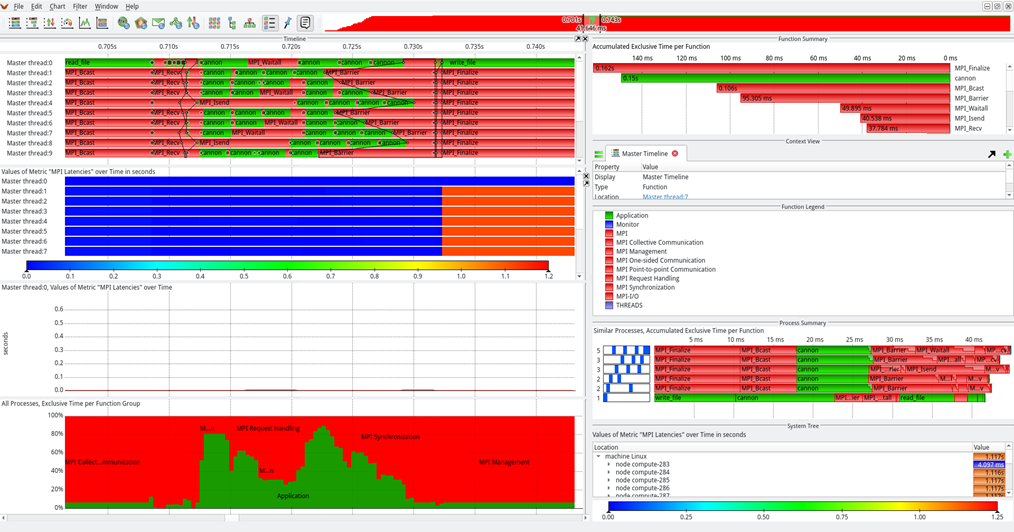 File Edit Chart Filter Window Help
0.701s 0.743s
41.646 ms
Timeline
0.705s 0.710s 0.715s 0.720s 0.725s 0.730s 0.735s 0.740s
Master thread:0 read_file cannon MPI_Waitall cannon cannon write_file
Master thread:1 MPI_Bcast MPI_Recv cannon cannon cannon cannon MPI_Barrier MPI_Finalize
Master thread:2 MPI_Bcast MPI_Recv cannon cannon cannon cannon MPI_Barrier MPI_Finalize
Master thread:3 MPI_Bcast MPI_Recv cannon MPI_Waitall cannon cannon MPI_Barrier MPI_Finalize
Master thread:4 MPI_Bcast MPI_Isend cannon cannon cannon cannon MPI_Finalize
Master thread:5 MPI_Bcast MPI_Recv cannon cannon cannon cannon MPI_Barrier MPI_Finalize
Master thread:6 MPI_Bcast MPI_Recv cannon cannon MPI_Waitall cannon MPI_Barrier MPI_Finalize
Master thread:7 MPI_Bcast MPI_Recv cannon MPI_Waitall cannon cannon MPI_Barrier MPI_Finalize
Master thread:8 MPI_Bcast MPI_Isend cannon cannon cannon cannon MPI_Finalize
Master thread:9 MPI_Bcast MPI_Recv cannon cannon cannon cannon MPI_Barrier MPI_Finalize
Values of Metric "MPI Latencies" over Time in seconds
Master thread:0
Master thread:1
Master thread:2
Master thread:3
Master thread:4
Master thread:5
Master thread:6
Master thread:7
0.0 0.1 0.2 0.3 0.4 0.5 0.6 0.7 0.8 0.9 1.0 1.1 1.2
Master thread:0, Values of Metric "MPI Latencies" over Time
seconds
0.6
0.5
0.4
0.3
0.2
0.1
0.0
All Processes, Exclusive Time per Function Group
100%
80%
60%
40%
20%
0%
M...n MPI Request Handling
MPI Synchronization
MPI Collect...mmunication M...n MPI Management
Application
Function Summary
Accumulated Exclusive Time per Function
140 ms 120 ms 100 ms 80 ms 60 ms 40 ms 20 ms 0 ms
0.162s MPI_Finalize
0.15s cannon
0.106s MPI_Bcast
95.305 ms MPI_Barrier
49.895 ms MPI_Waitall
40.538 ms MPI_Isend
37.784 ms MPI_Recv
Context View
Master Timeline
Property Value
Display Master Timeline
Type Function
Location Master thread:7
Function Legend
Application
Monitor
MPI
MPI Collective Communication
MPI Management
MPI One-sided Communication
MPI Point-to-point Communication
MPI Request Handling
MPI Synchronization
MPI-I/O
THREADS
Process Summary
Similar Processes, Accumulated Exclusive Time per Function
5 ms 10 ms 15 ms 20 ms 25 ms 30 ms 35 ms 40 ms
5 MPI_Finalize MPI_Bcast cannon MPI_Barrier MPI_Waitall
3 MPI_Finalize MPI_Bcast cannon MPI_Barrier
3 MPI_Finalize MPI_Bcast cannon MPI_Isend
2 MPI_Finalize MPI_Bcast cannon MPI_Barrier
2 MPI_Finalize MPI_Bcast cannon MPI_Barrier
1 write_file cannon read_file
System Tree
Values of Metric "MPI Latencies" over Time in seconds
Location Value
machine Linux 1.117s
node compute-283 4.097 ms
node compute-284 1.116s
node compute-285 1.117s
node compute-286 1.117s
node compute-287
0.00 0.25 0.50 0.75 1.00 1.25